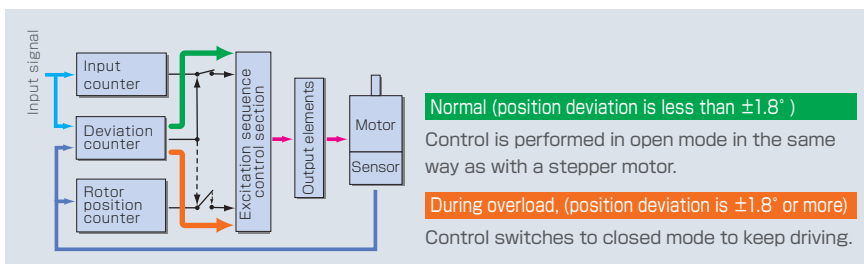 Input signal
Input
counter
Deviation
counter
Rotor
position
counter
Excitation sequence
control section
Output elements
Motor
Sensor
Normal (position deviation is less than ±1.8˚ )
Control is performed in open mode in the same
way as with a stepper motor.
During overload, (position deviation is ±1.8˚ or more)
Control switches to closed mode to keep driving.